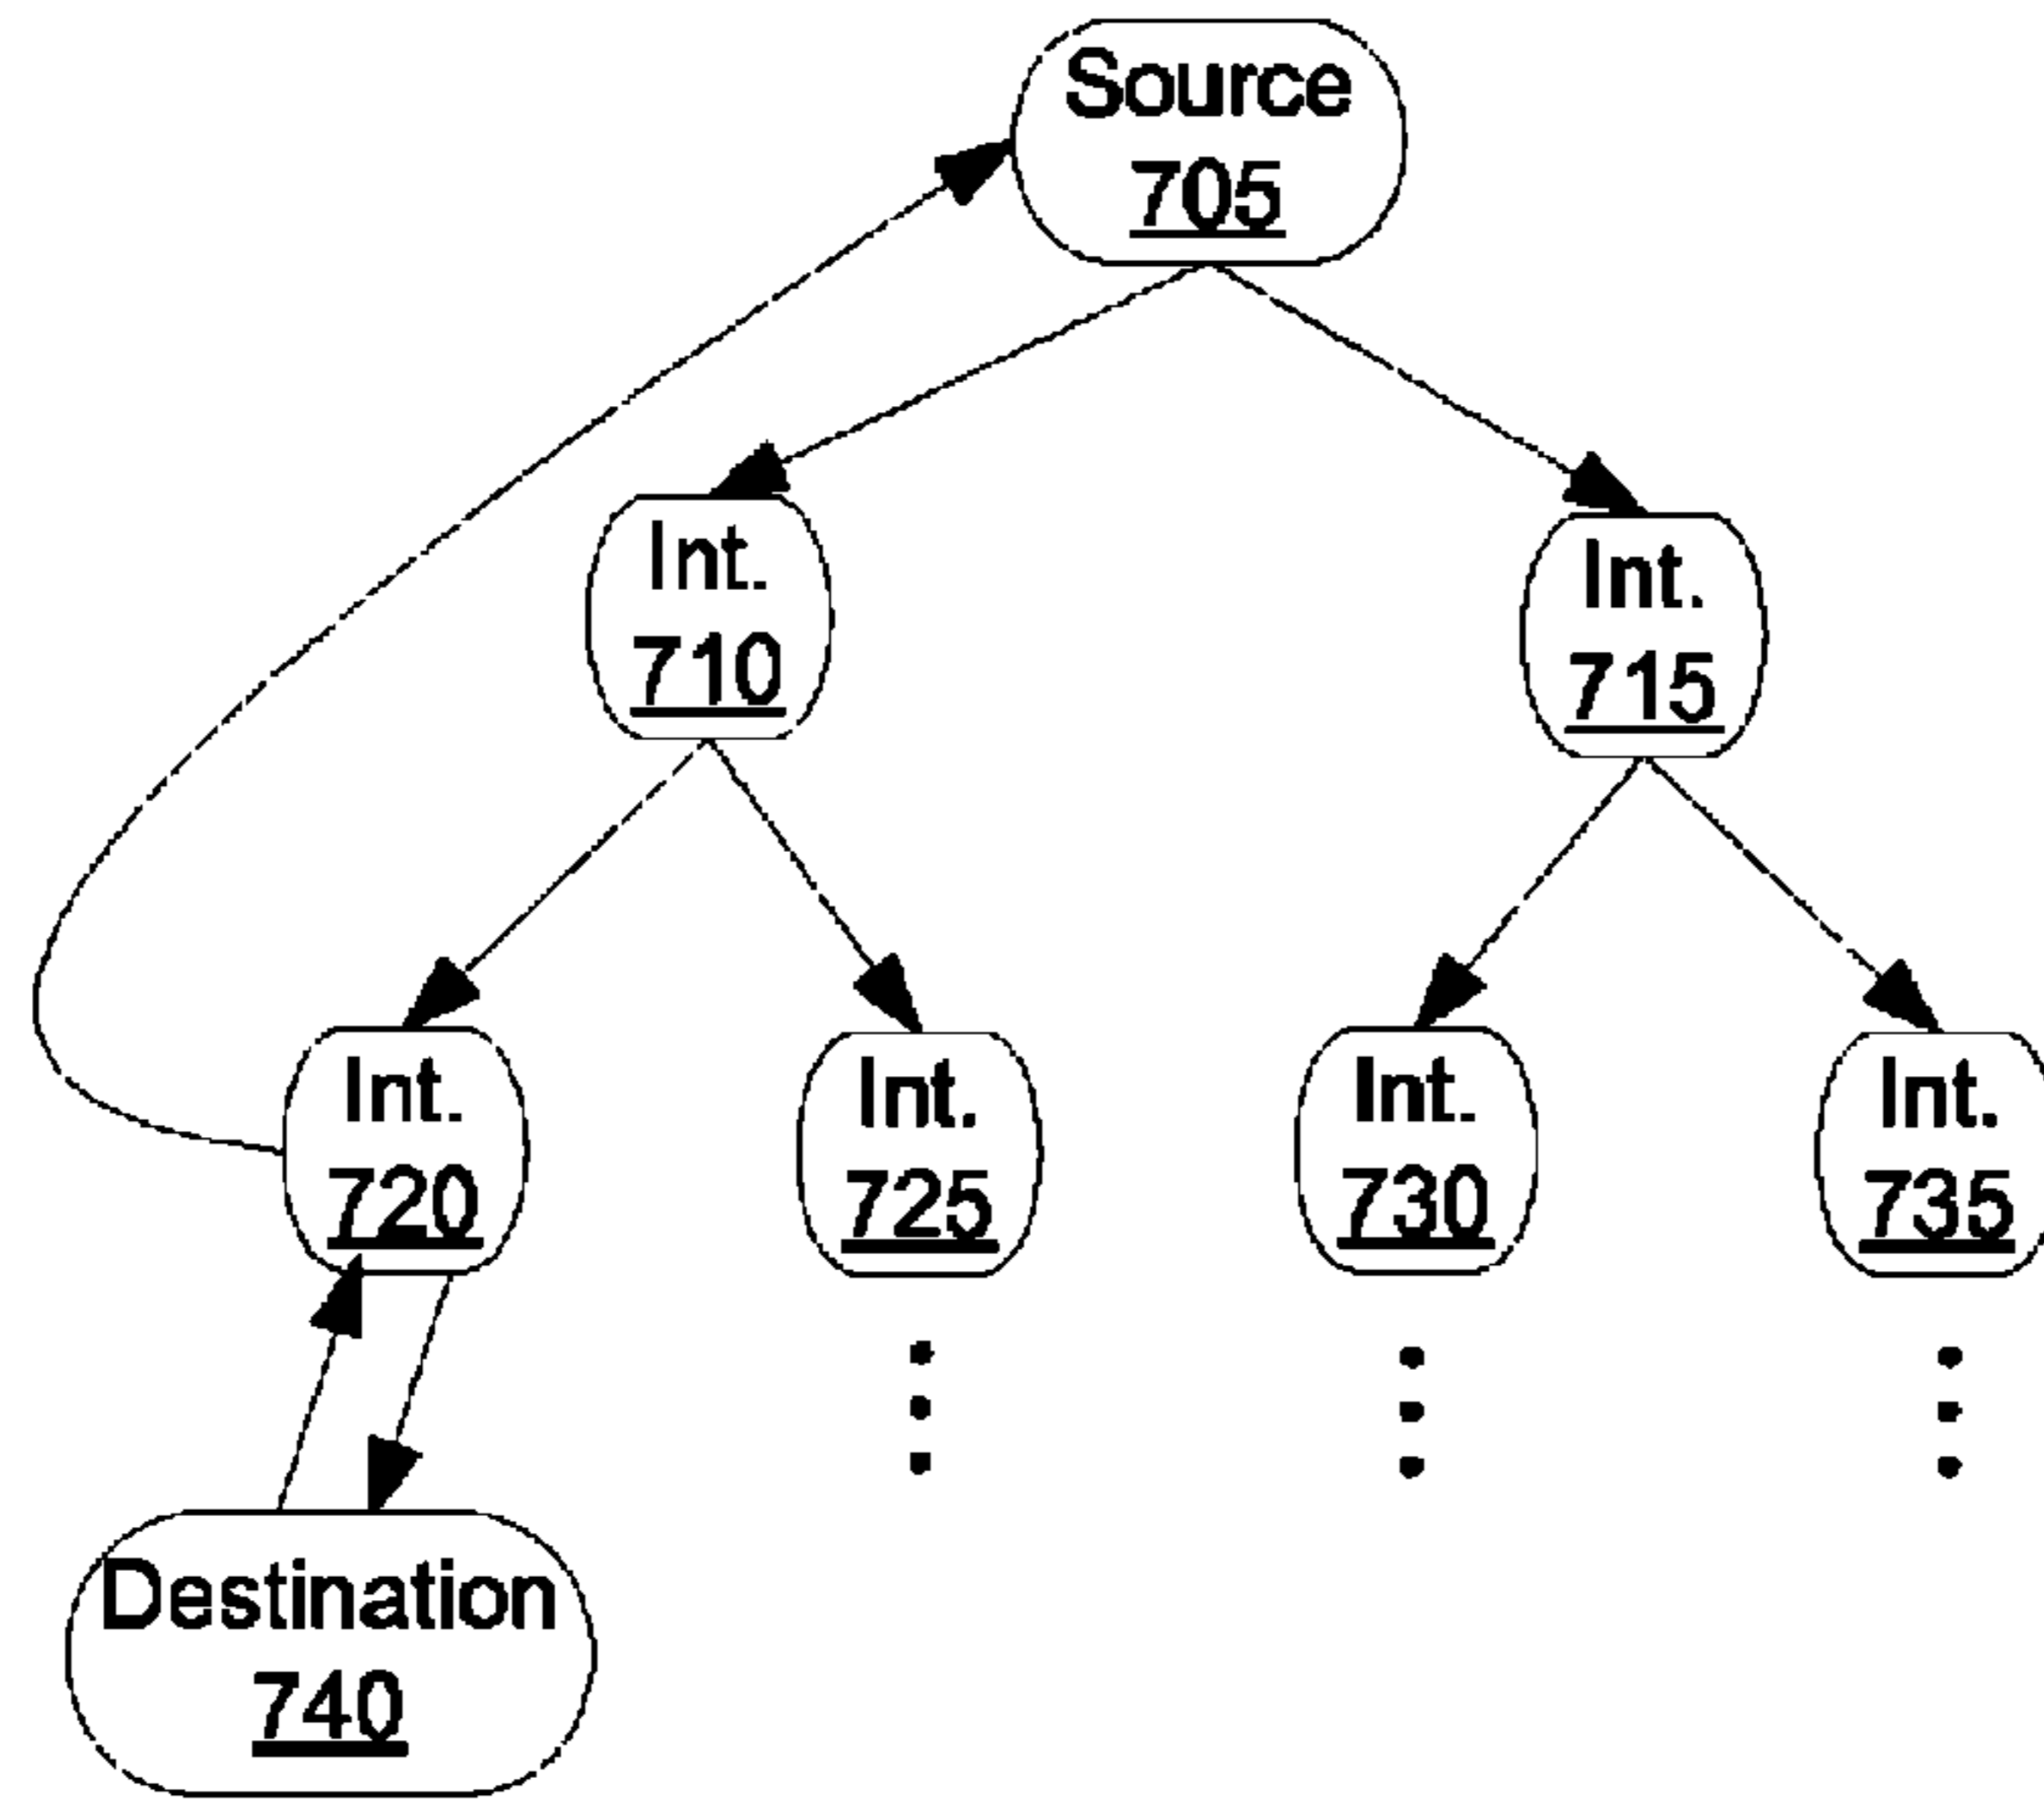 Source
705
Int.
710
Int.
715
Int.
720
Int.
725
Int.
730
Int.
735
Destination
740